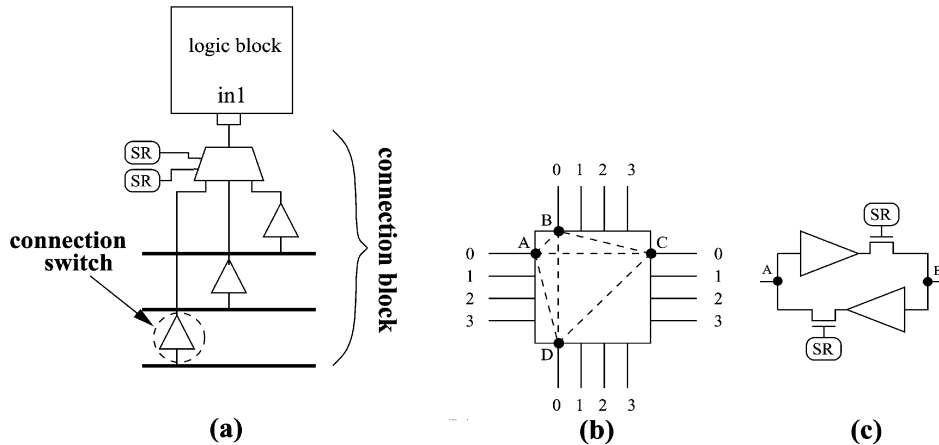 logic block
in1
SR
SR
connection
switch
connection block
(a)
0 1 2 3
B
A
C
0
1
2
3
0
1
2
3
D
0 1 2 3
(b)
SR
A
SR
(c)